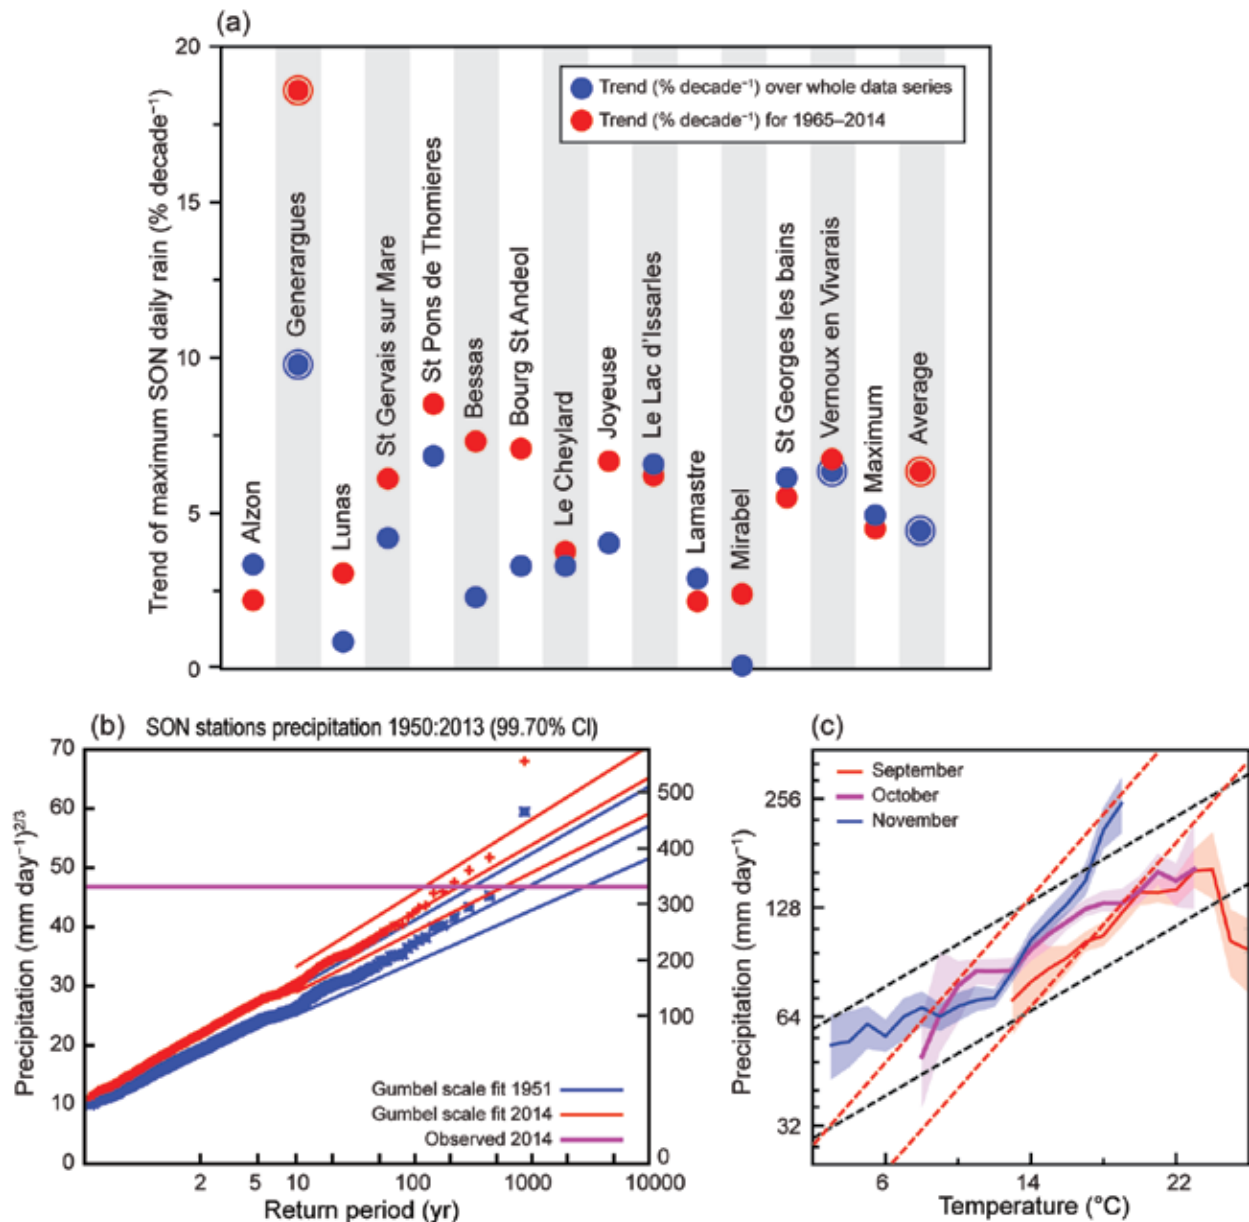 (a)
Trend of maximum SON daily rain (% decade⁻¹)
20
15
10
5
0
Trend (% decade⁻¹) over whole data series
Trend (% decade⁻¹) for 1965–2014
Alzon
Generargues
Lunas
St Gervais sur Mare
St Pons de Thomieres
Bessas
Bourg St Andeol
Le Cheylard
Joyeuse
Le Lac d'Issarles
Lamastre
Mirabel
St Georges les bains
Vernoux en Vivarais
Maximum
Average
(b) SON stations precipitation 1950:2013 (99.70% CI)
Precipitation (mm day⁻¹)²/³
70
60
50
40
30
20
10
0
500
400
300
200
100
0
Gumbel scale fit 1951
Gumbel scale fit 2014
Observed 2014
2 5 10 100 1000 10000
Return period (yr)
(c)
Precipitation (mm day⁻¹)
256
128
64
32
September
October
November
6 14 22
Temperature (°C)